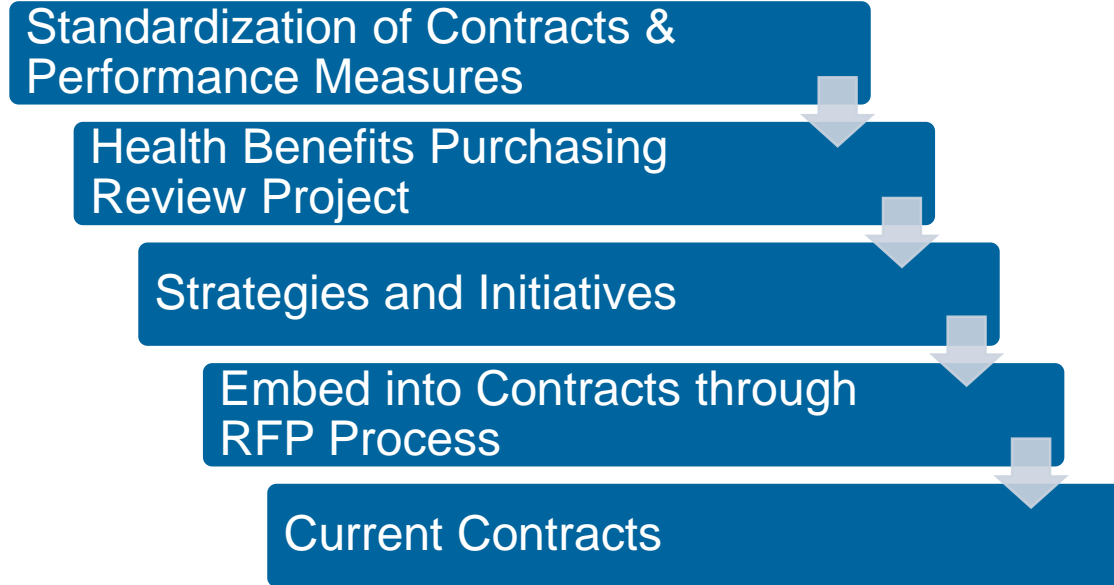 Standardization of Contracts &
Performance Measures
Health Benefits Purchasing
Review Project
Strategies and Initiatives
Embed into Contracts through
RFP Process
Current Contracts